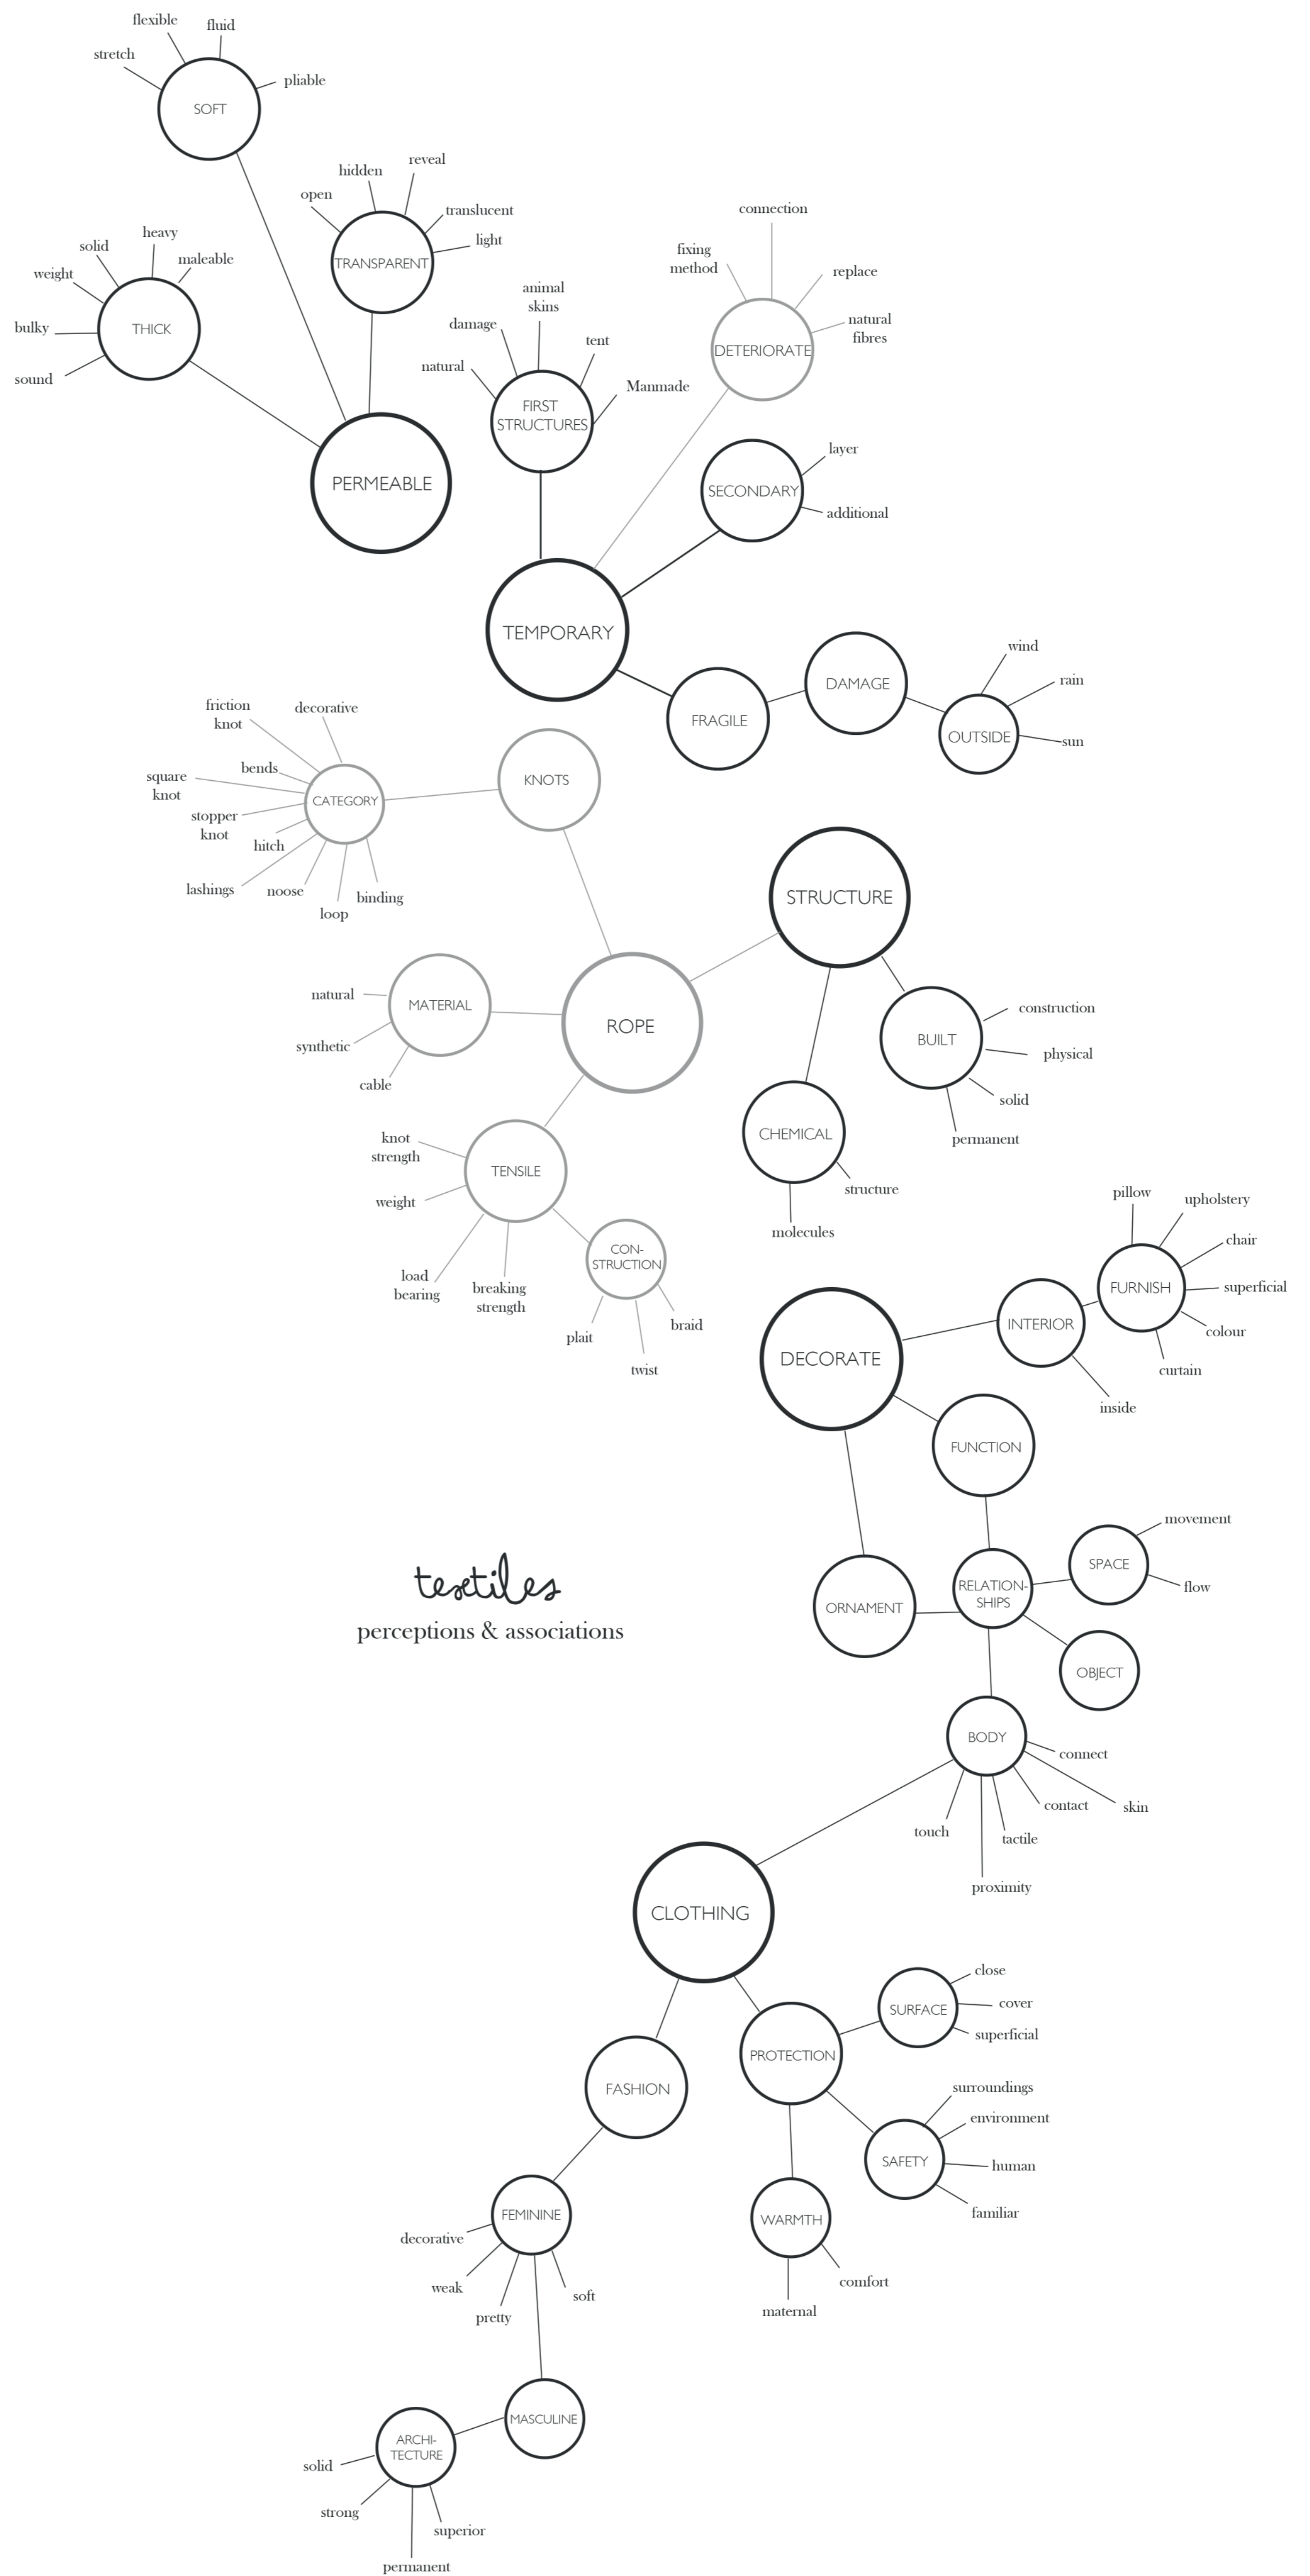 flexible
fluid
stretch
pliable
SOFT
hidden
reveal
open
translucent
light
TRANSPARENT
heavy
solid
maleable
weight
bulky
sound
THICK
PERMEABLE
animal
skins
damage
tent
natural
Manmade
FIRST
STRUCTURES
connection
fixing
method
replace
natural
fibres
DETERIORATE
layer
SECONDARY
additional
TEMPORARY
FRAGILE
DAMAGE
OUTSIDE
wind
rain
sun
friction
knot
decorative
bends
square
knot
stopper
knot
hitch
lashings
noose
loop
binding
CATEGORY
KNOTS
STRUCTURE
ROPE
MATERIAL
natural
synthetic
cable
BUILT
construction
physical
solid
permanent
CHEMICAL
structure
molecules
knot
strength
TENSILE
weight
load
bearing
breaking
strength
CON-
STRUCTION
plait
twist
braid
pillow
upholstery
chair
superficial
colour
curtain
FURNISH
INTERIOR
inside
DECORATE
FUNCTION
movement
SPACE
flow
RELATION-
SHIPS
ORNAMENT
OBJECT
textiles
perceptions & associations
BODY
connect
skin
contact
touch
tactile
proximity
CLOTHING
close
SURFACE
cover
superficial
PROTECTION
FASHION
surroundings
environment
SAFETY
human
familiar
WARMTH
comfort
maternal
FEMININE
decorative
weak
pretty
soft
MASCULINE
ARCHI-
TECTURE
solid
strong
superior
permanent